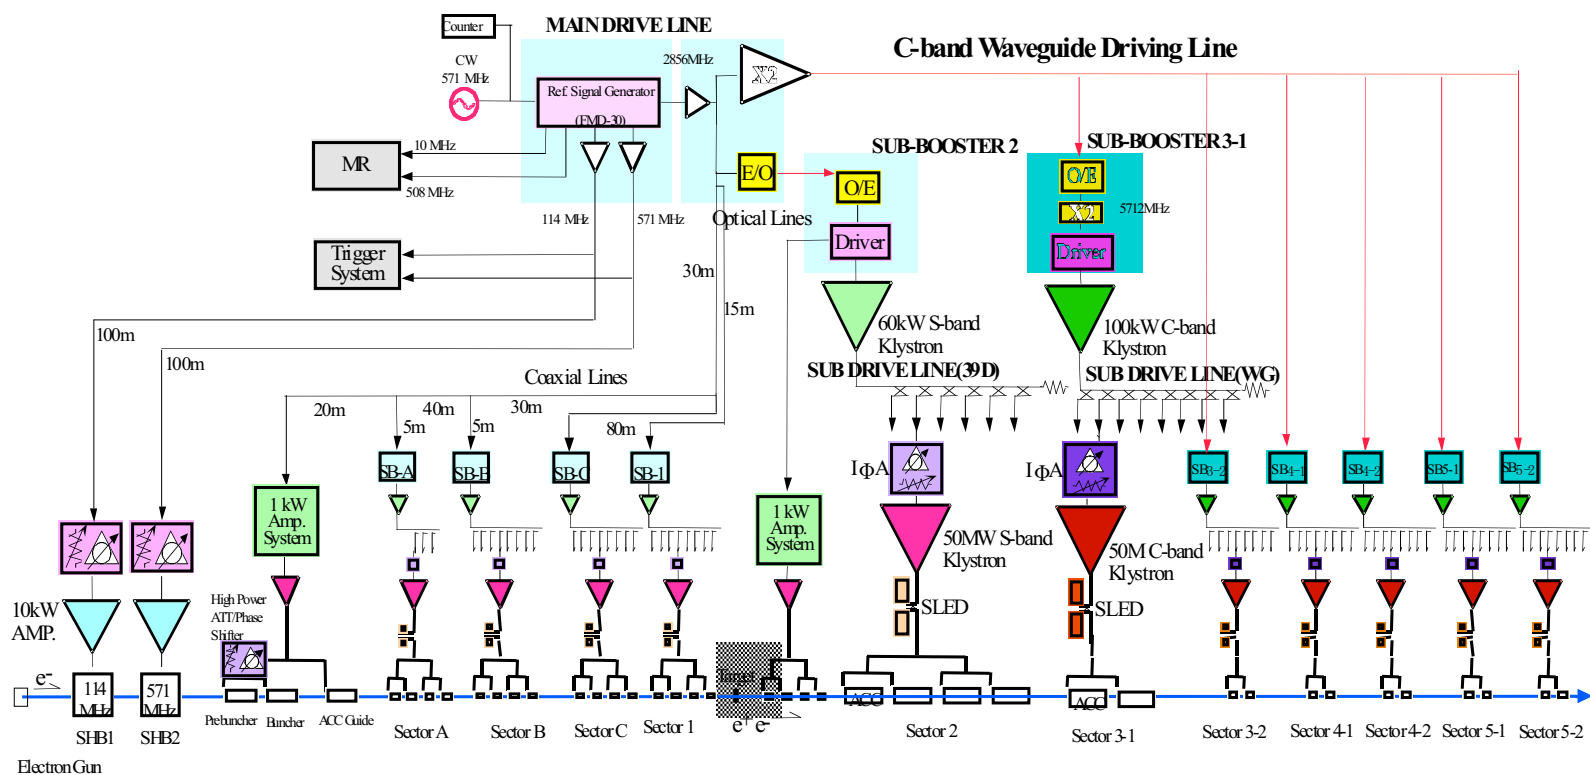 Counter
MAIN DRIVE LINE
CW
571 MHz
2856MHz
X2
C-band Waveguide Driving Line
Ref. Signal Generator
(FMD-30)
10 MHz
MR
508 MHz
SUB-BOOSTER 2
SUB-BOOSTER 3-1
E/O
O/E
O/E
X2
5712MHz
114 MHz
571 MHz
Optical Lines
Driver
Driver
Trigger
System
30m
15m
100m
100m
60kW S-band
Klystron
100kW C-band
Klystron
SUB DRIVE LINE(39D)
SUB DRIVE LINE(WG)
Coaxial Lines
20m
40m
30m
5m
5m
80m
SB-A
SB-B
SB-C
SB-1
IΦA
IΦA
SB3-2
SB4-1
SB4-2
SB5-1
SB5-2
1 kW
Amp.
System
1 kW
Amp.
System
50MW S-band
Klystron
50M C-band
Klystron
10kW
AMP.
High Power
ATT/Phase
Shifter
SLED
SLED
e-
114
MHz
571
MHz
Target
ACC
ACC
e+ e-
Prebuncher
Buncher
ACC Guide
SHB1
SHB2
Sector A
Sector B
Sector C
Sector 1
Sector 2
Sector 3-1
Sector 3-2
Sector 4-1
Sector 4-2
Sector 5-1
Sector 5-2
Electron Gun